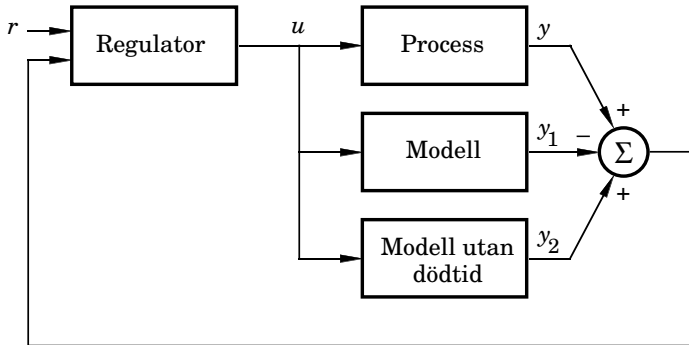 r
Regulator
u
Process
y
+
Modell
y1
−
Σ
+
Modell utan
dödtid
y2